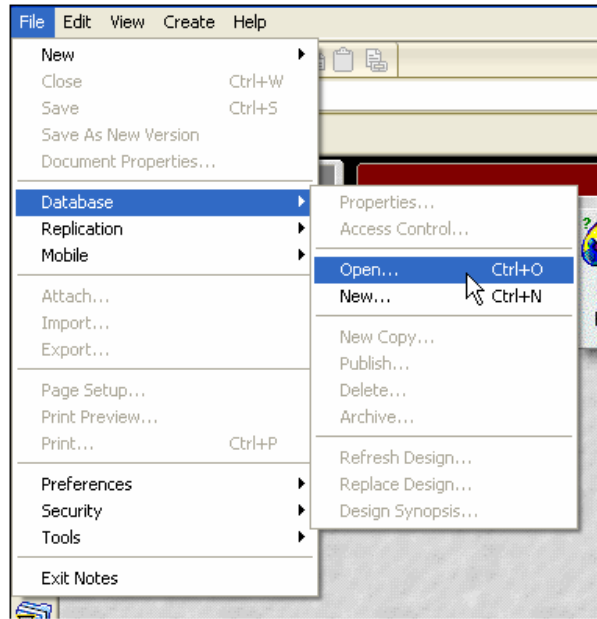 File Edit View Create Help
New
Close Ctrl+W
Save Ctrl+S
Save As New Version
Document Properties...
Database
Replication
Mobile
Attach...
Import...
Export...
Page Setup...
Print Preview...
Print... Ctrl+P
Preferences
Security
Tools
Exit Notes
Properties...
Access Control...
Open... Ctrl+O
New... Ctrl+N
New Copy...
Publish...
Delete...
Archive...
Refresh Design...
Replace Design...
Design Synopsis...